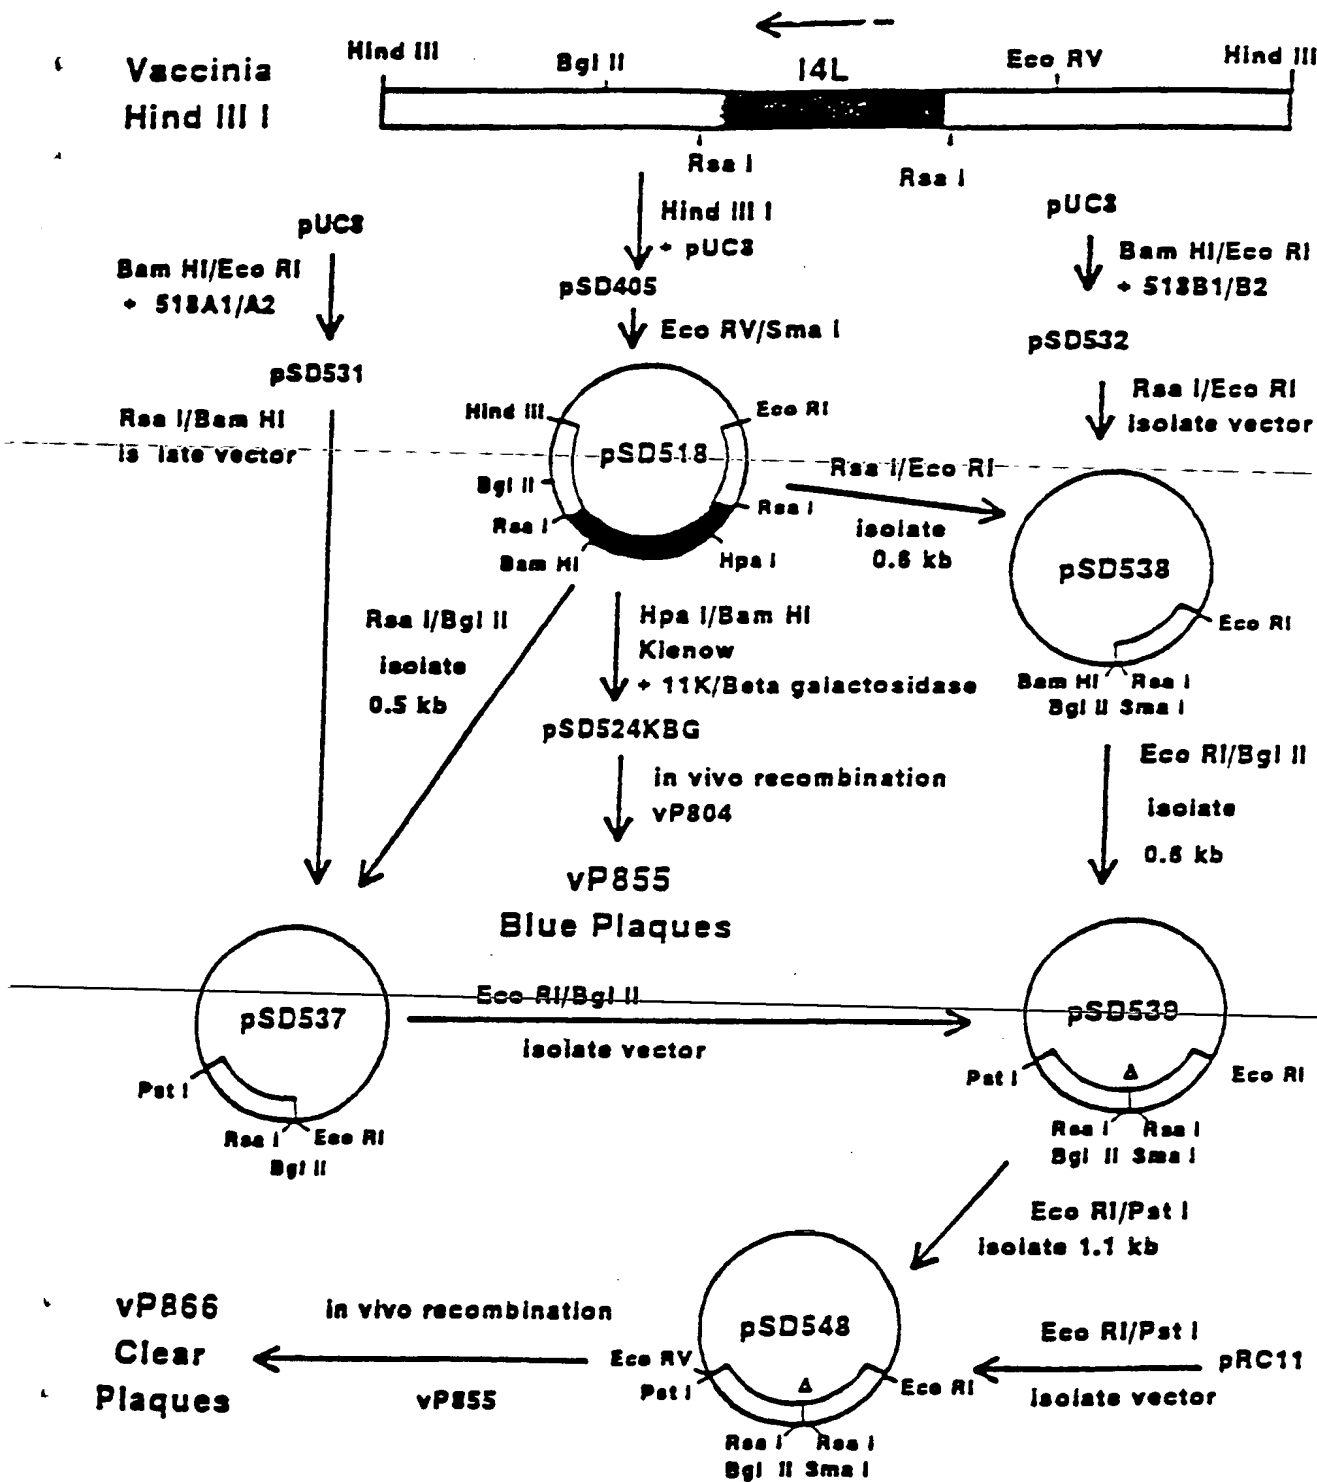 Vaccinia
Hind III I
Hind III
Bgl II
I4L
Eco RV
Hind III
Rsa I
Rsa I
pUC8
Bam HI/Eco RI
+ 518A1/A2
pSD531
Rsa I/Bam HI
is late vector
Hind III I
+ pUC8
pSD405
Eco RV/Sma I
pUC8
Bam HI/Eco RI
+ 518B1/B2
pSD532
Rsa I/Eco RI
isolate vector
Hind III
Eco RI
pSD518
Bgl II
Rsa I
Rsa I
Bam HI
Hpa I
Rsa I/Eco RI
isolate
0.6 kb
pSD538
Eco RI
Bam HI Rsa I
Bgl II Sma I
Rsa I/Bgl II
isolate
0.5 kb
Hpa I/Bam HI
Klenow
+ 11K/Beta galactosidase
pSD524KBG
in vivo recombination
vP804
vP855
Blue Plaques
Eco RI/Bgl II
isolate
0.6 kb
pSD537
Pst I
Rsa I Eco RI
Bgl II
Eco RI/Bgl II
isolate vector
pSD539
Pst I
Δ
Eco RI
Rsa I Rsa I
Bgl II Sma I
Eco RI/Pst I
isolate 1.1 kb
pSD548
Eco RV
Pst I
Δ
Eco RI
Rsa I Rsa I
Bgl II Sma I
Eco RI/Pst I
pRC11
isolate vector
in vivo recombination
vP855
vP866
Clear
Plaques